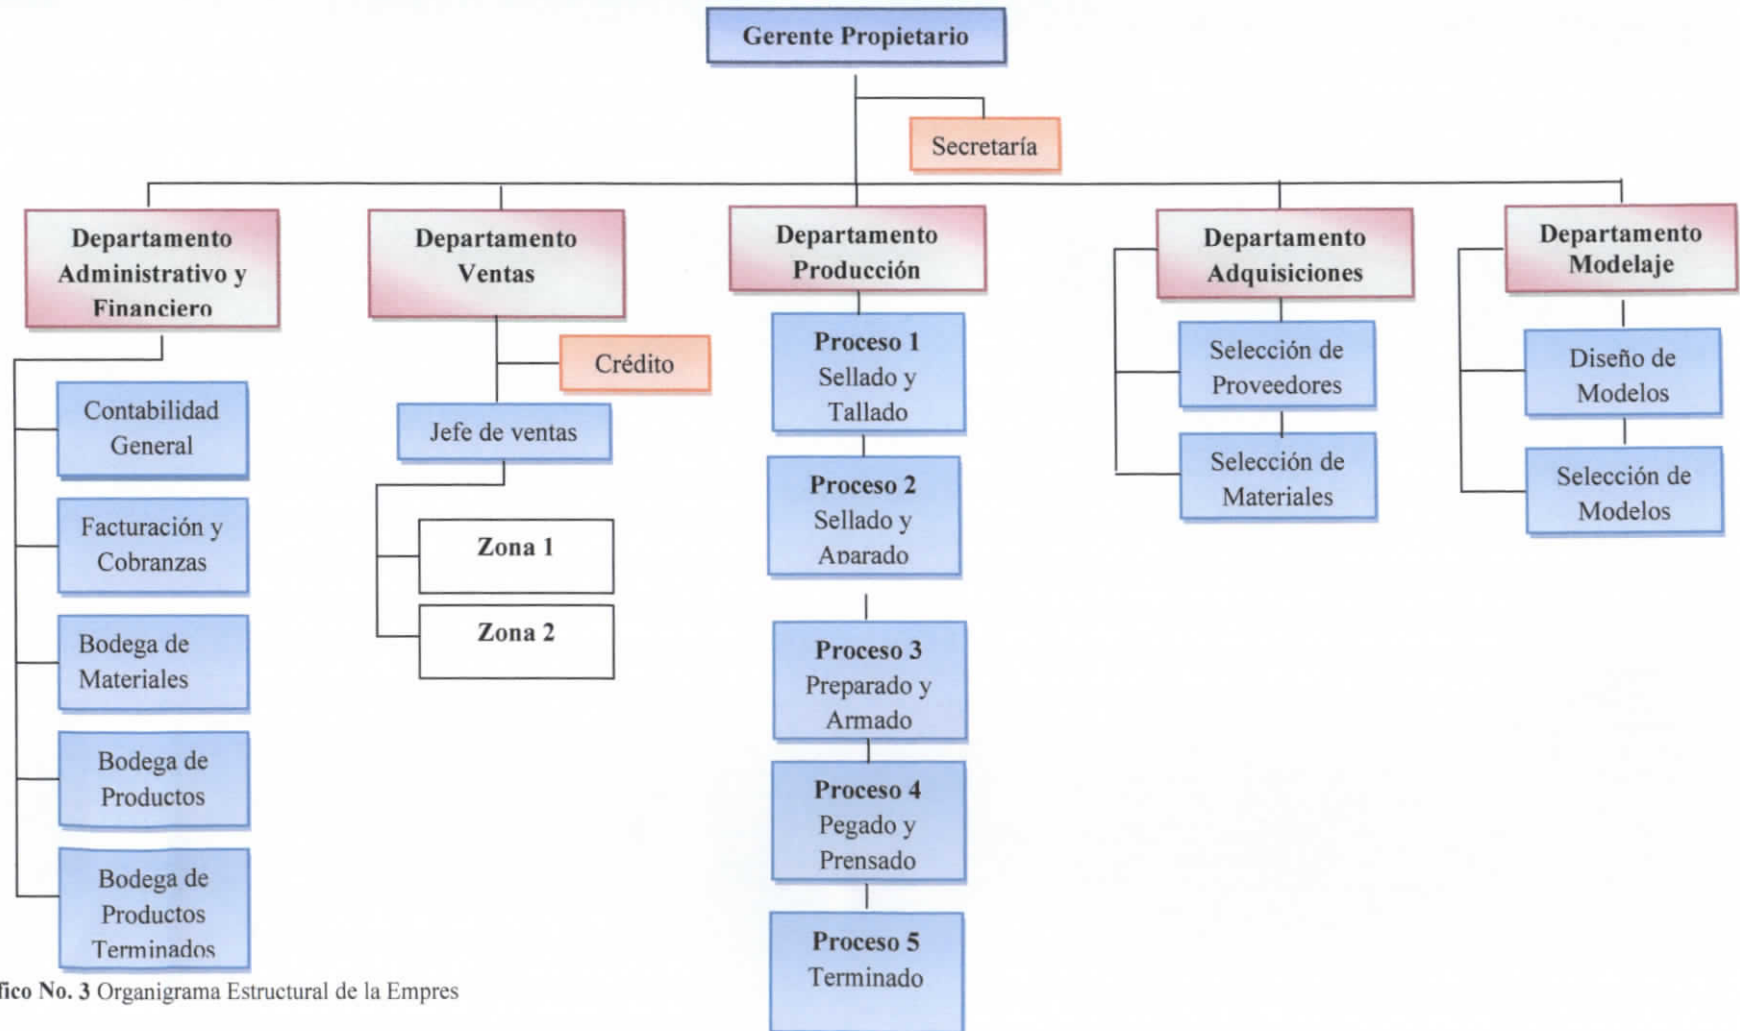 Gerente Propietario
Secretaría
Departamento
Administrativo y
Financiero
Contabilidad
General
Facturación y
Cobranzas
Bodega de
Materiales
Bodega de
Productos
Bodega de
Productos
Terminados
Departamento
Ventas
Crédito
Jefe de ventas
Zona 1
Zona 2
Departamento
Producción
Proceso 1
Sellado y
Tallado
Proceso 2
Sellado y
Aparado
Proceso 3
Preparado y
Armado
Proceso 4
Pegado y
Prensado
Proceso 5
Terminado
Departamento
Adquisiciones
Selección de
Proveedores
Selección de
Materiales
Departamento
Modelaje
Diseño de
Modelos
Selección de
Modelos
fico No. 3 Organigrama Estructural de la Empres